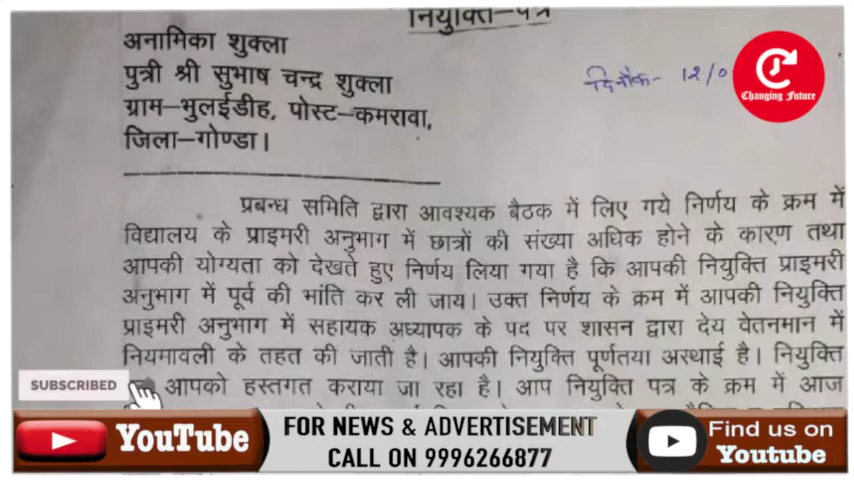 नियुक्ति-पत्र
अनामिका शुक्ला
पुत्री श्री सुभाष चन्द्र शुक्ला
ग्राम–भुलईडीह, पोस्ट–कमरावा,
जिला–गोण्डा।
दिनाँक- 12/0
Changing Future
प्रबन्ध समिति द्वारा आवश्यक बैठक में लिए गये निर्णय के क्रम में
विद्यालय के प्राइमरी अनुभाग में छात्रों की संख्या अधिक होने के कारण तथा
आपकी योग्यता को देखते हुए निर्णय लिया गया है कि आपकी नियुक्ति प्राइमरी
अनुभाग में पूर्व की भांति कर ली जाय। उक्त निर्णय के क्रम में आपकी नियुक्ति
प्राइमरी अनुभाग में सहायक अध्यापक के पद पर शासन द्वारा देय वेतनमान में
नियमावली के तहत की जाती है। आपकी नियुक्ति पूर्णतया अस्थाई है। नियुक्ति
आपको हस्तगत कराया जा रहा है। आप नियुक्ति पत्र के क्रम में आज
SUBSCRIBED
YouTube
FOR NEWS & ADVERTISEMENT
CALL ON 9996266877
Find us on
Youtube